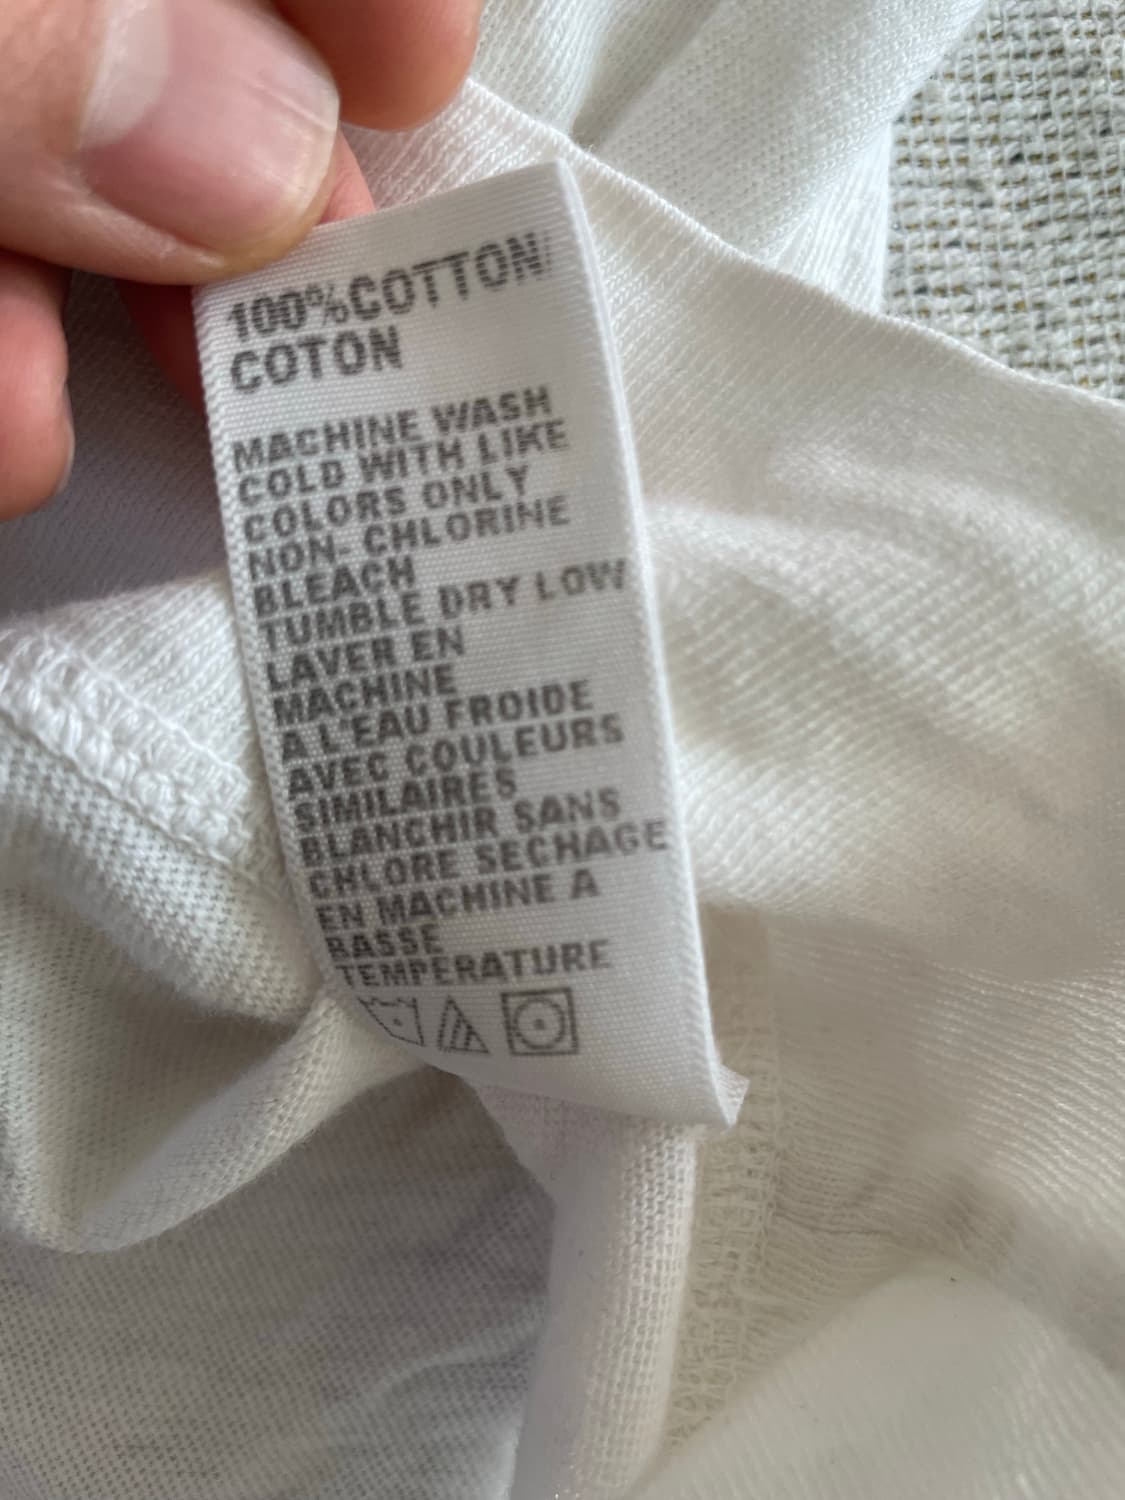 100%COTTON/
COTON
MACHINE WASH
COLD WITH LIKE
COLORS ONLY
NON-CHLORINE
BLEACH
TUMBLE DRY LOW
LAVER EN
MACHINE
A L'EAU FROIDE
AVEC COULEURS
SIMILAIRES
BLANCHIR SANS
CHLORE SECHAGE
EN MACHINE A
BASSE
TEMPERATURE